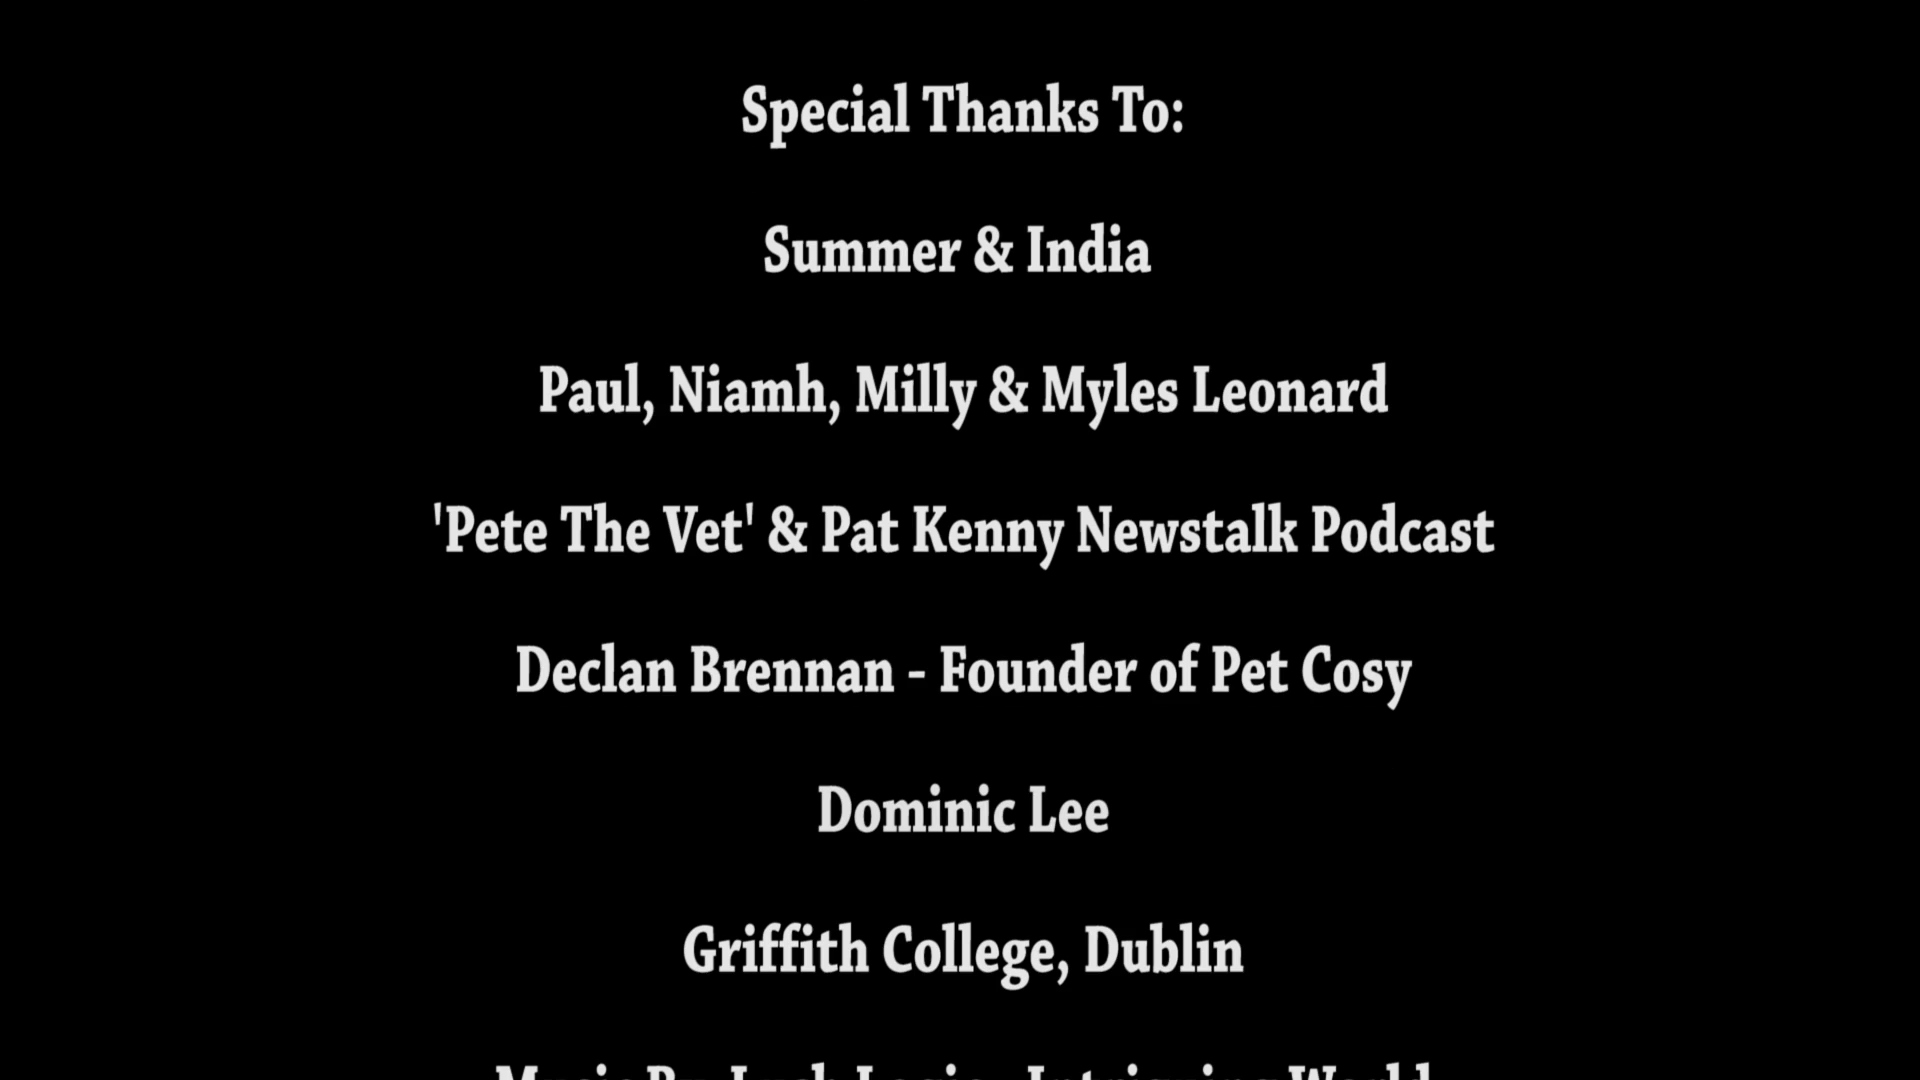 Special Thanks To:
Summer & India
Paul, Niamh, Milly & Myles Leonard
'Pete The Vet' & Pat Kenny Newstalk Podcast
Declan Brennan - Founder of Pet Cosy
Dominic Lee
Griffith College, Dublin